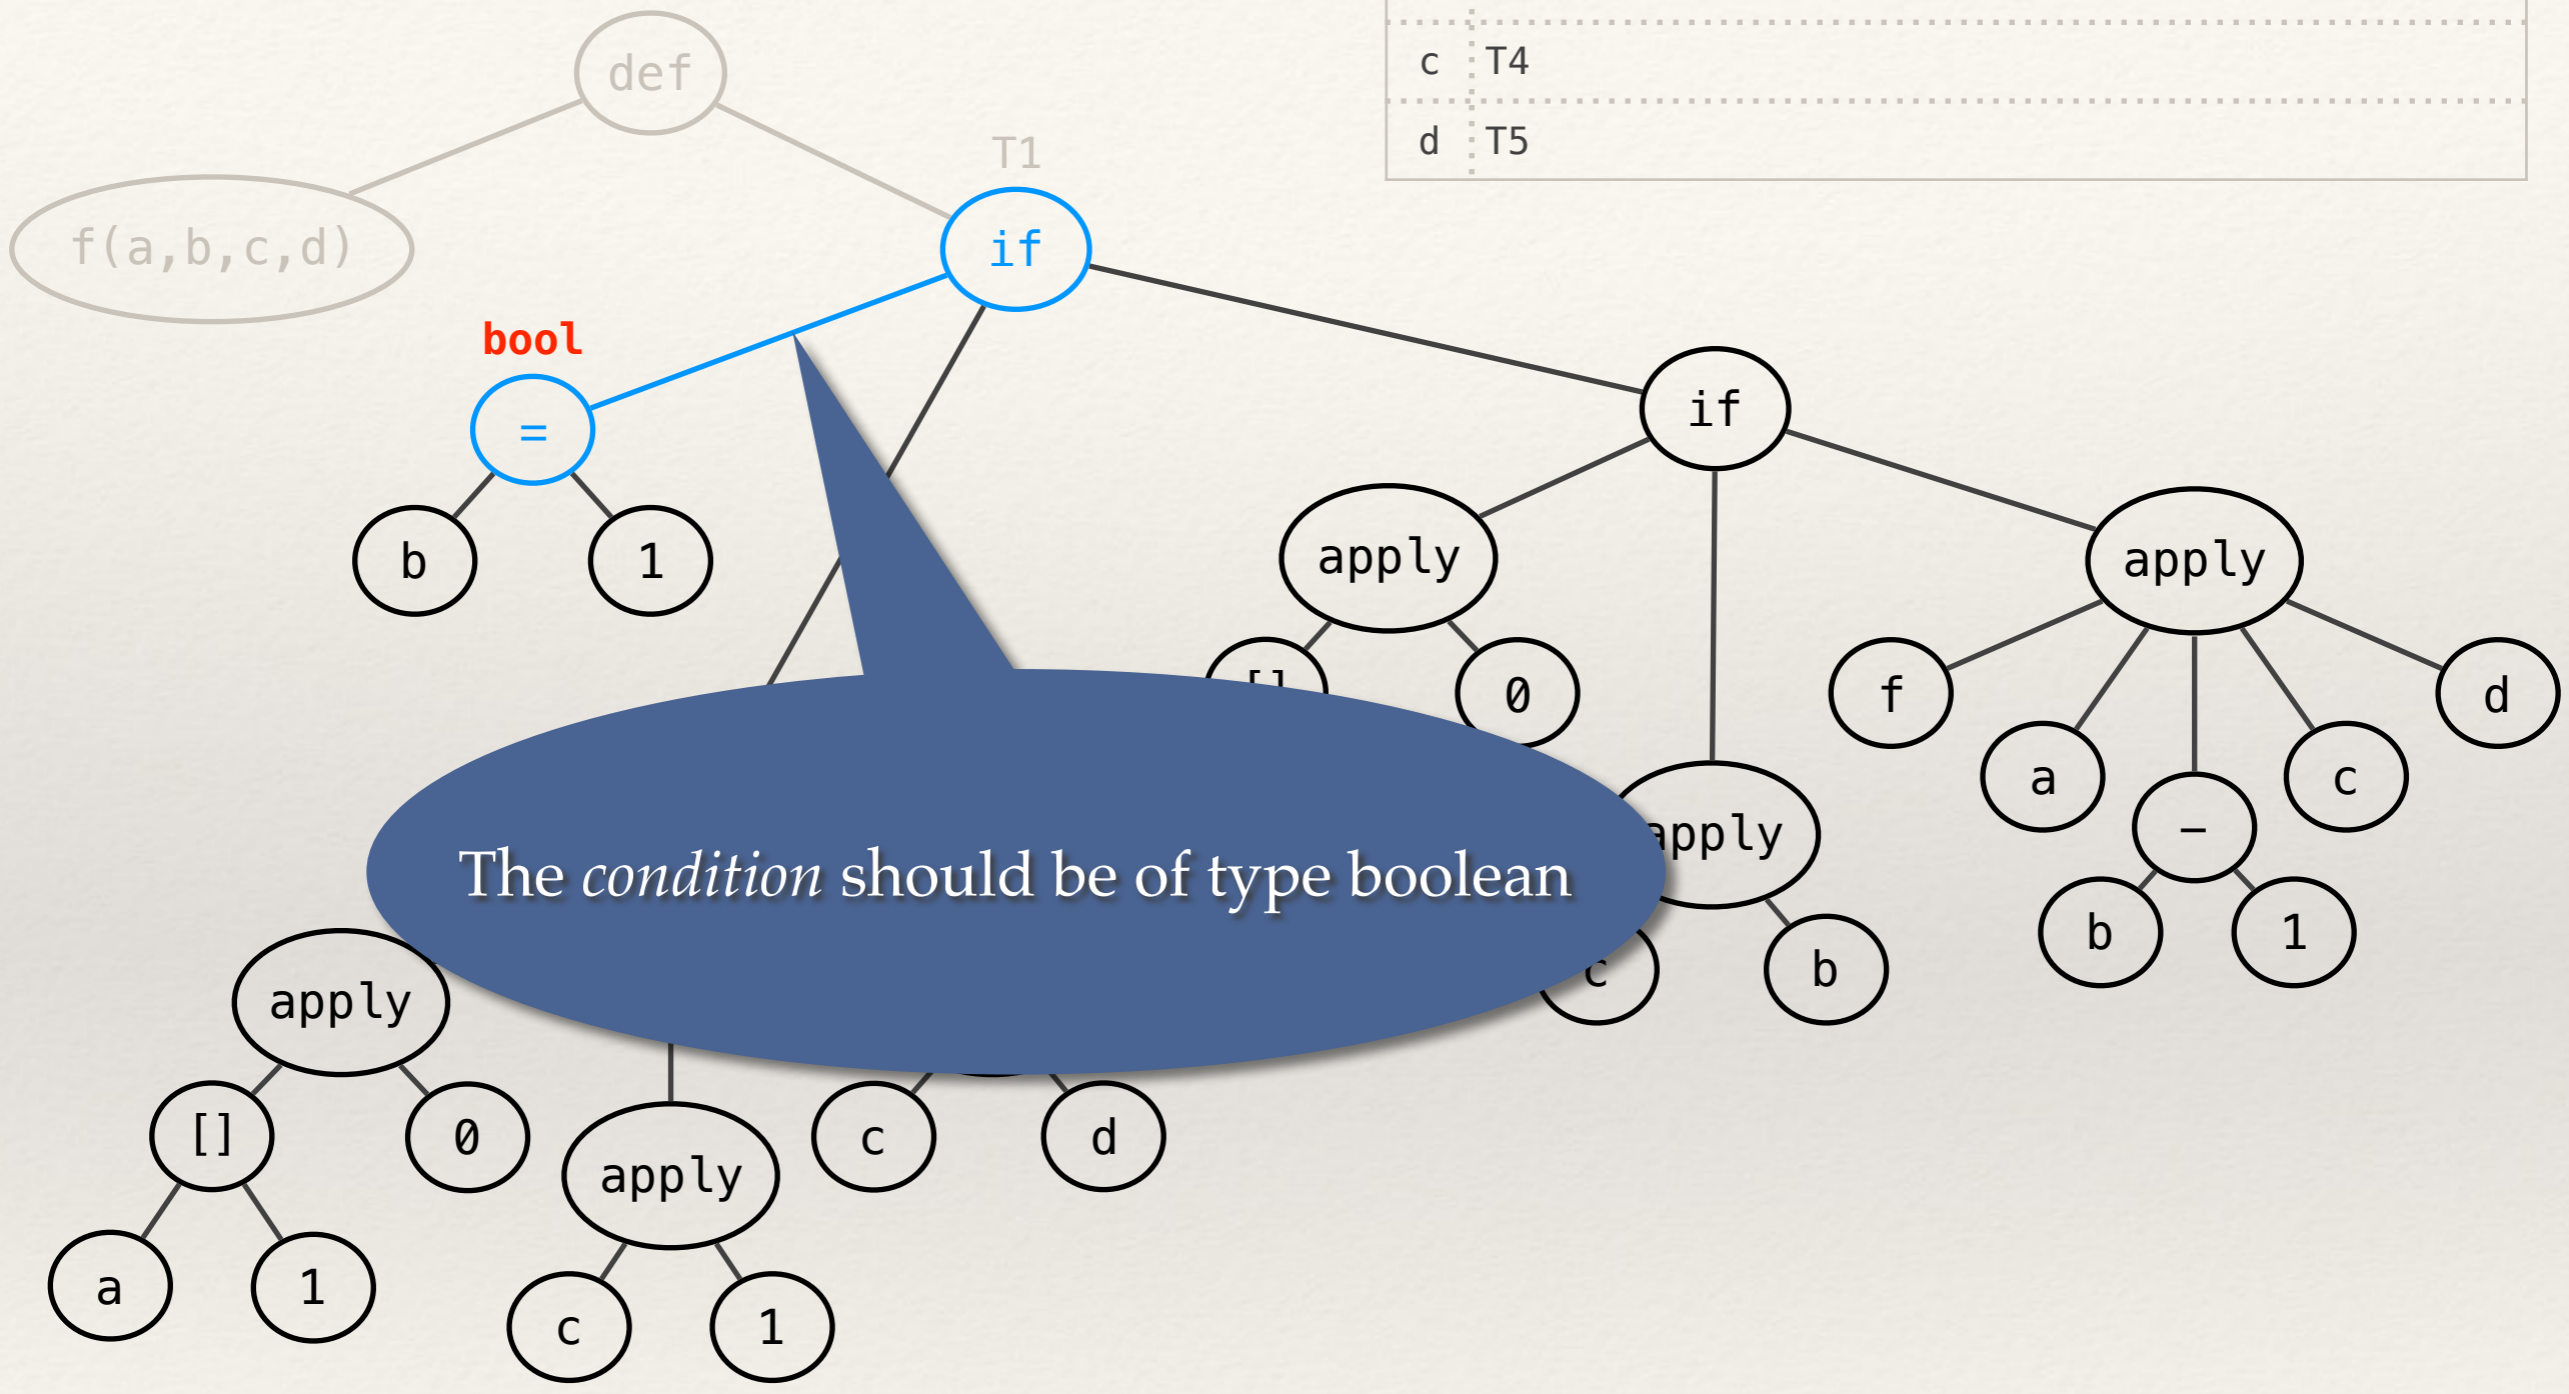 def
c T4
d T5
T1
f(a,b,c,d)
if
bool
=
if
b
1
apply
apply
[]
0
f
d
a
c
apply
-
The condition should be of type boolean
b
1
c
b
apply
[]
0
apply
c
d
a
1
c
1